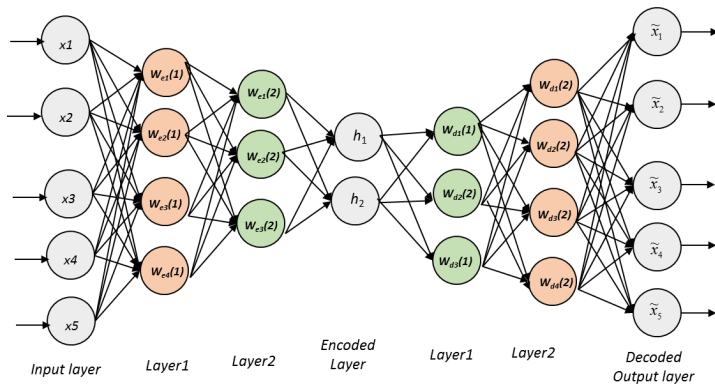 x1
x2
x3
x4
x5
We1(1)
We2(1)
We3(1)
We4(1)
We1(2)
We2(2)
We3(2)
h1
h2
Wd1(1)
Wd2(2)
Wd3(1)
Wd1(2)
Wd2(2)
Wd3(2)
Wd4(2)
x̃1
x̃2
x̃3
x̃4
x̃5
Input layer
Layer1
Layer2
Encoded
Layer
Layer1
Layer2
Decoded
Output layer